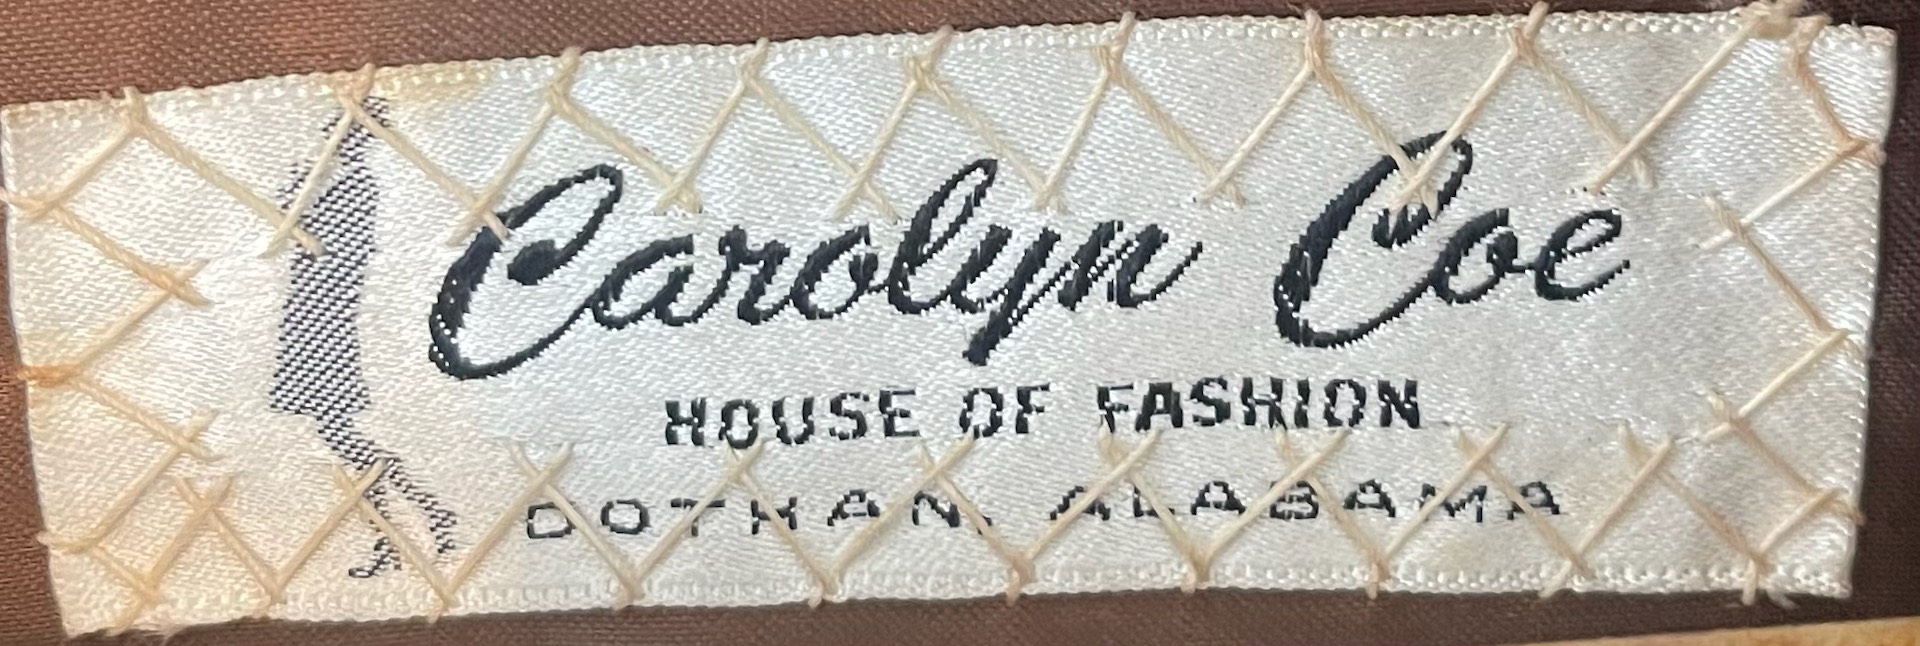 Carolyn Coe
HOUSE OF FASHION
DOTHAN, ALABAMA